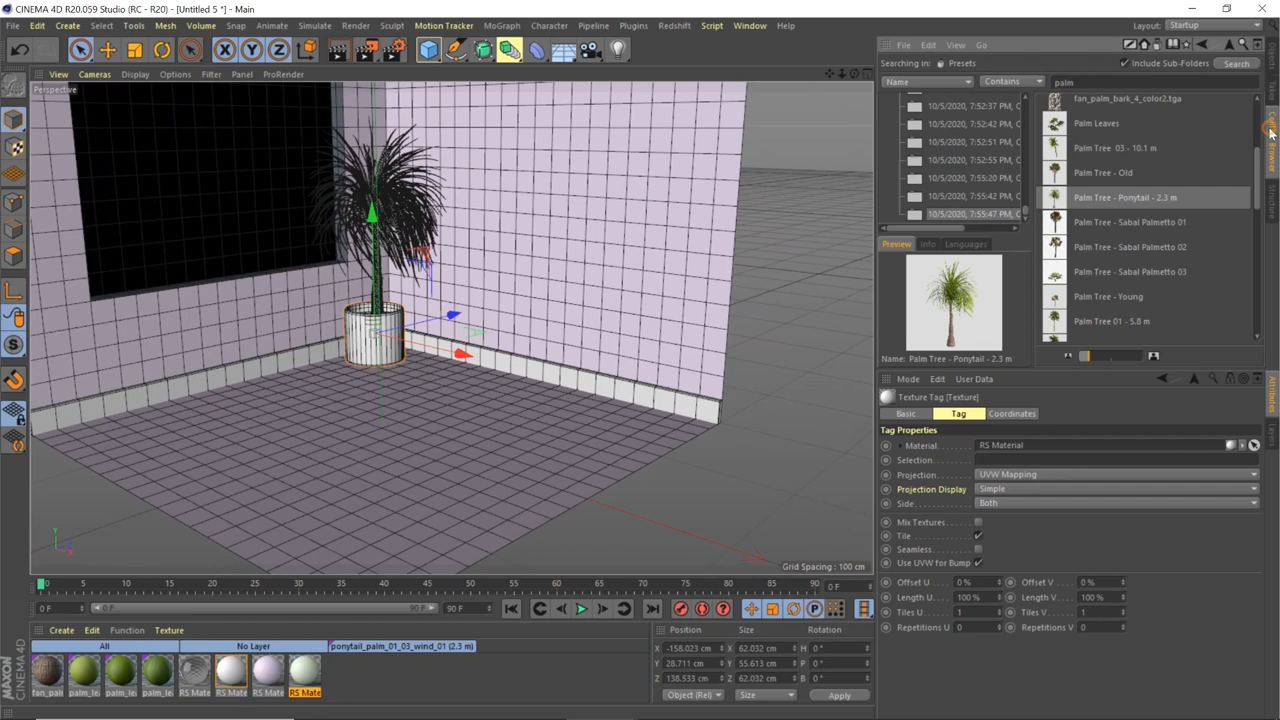 CINEMA 4D R20.059 Studio (RC - R20) - [Untitled 5 *] - Main
File Edit Create Select Tools Mesh Volume Snap Animate Simulate Render Sculpt Motion Tracker MoGraph Character Pipeline Plugins Redshift Script Window Help
Layout: Startup
View Cameras Display Options Filter Panel ProRender
Perspective
Grid Spacing : 100 cm
File Edit View Go
Searching in: Presets Include Sub-Folders Search
Name Contains palm
10/5/2020, 7:52:37 PM, C
10/5/2020, 7:52:42 PM, C
10/5/2020, 7:52:51 PM, C
10/5/2020, 7:52:55 PM, C
10/5/2020, 7:55:20 PM, C
10/5/2020, 7:55:42 PM, C
10/5/2020, 7:55:47 PM, C
fan_palm_bark_4_color2.tga
Palm Leaves
Palm Tree 03 - 10.1 m
Palm Tree - Old
Palm Tree - Ponytail - 2.3 m
Palm Tree - Sabal Palmetto 01
Palm Tree - Sabal Palmetto 02
Palm Tree - Sabal Palmetto 03
Palm Tree - Young
Palm Tree 01 - 5.8 m
Preview Info Languages
Name: Palm Tree - Ponytail - 2.3 m
Mode Edit User Data
Texture Tag [Texture]
Basic Tag Coordinates
Tag Properties
Material RS Material
Selection
Projection UVW Mapping
Projection Display Simple
Side Both
Mix Textures
Tile
Seamless
Use UVW for Bump
Offset U 0 % Offset V 0 %
Length U 100 % Length V 100 %
Tiles U 1 Tiles V 1
Repetitions U 0 Repetitions V 0
Objects
Takes
Browser
Structure
Attributes
Layers
0 5 10 15 20 25 30 35 40 45 50 55 60 65 70 75 80 85 90 0 F
0 F 0 F 90 F 90 F
Create Edit Function Texture
All No Layer ponytail_palm_01_03_wind_01 (2.3 m)
fan_pal palm_le palm_le palm_le RS Mate RS Mate RS Mate RS Mate
Position Size Rotation
X -158.023 cm X 62.032 cm H 0 °
Y 28.711 cm Y 55.613 cm P 0 °
Z 138.533 cm Z 62.032 cm B 0 °
Object (Rel) Size Apply
MAXON
CINEMA 4D